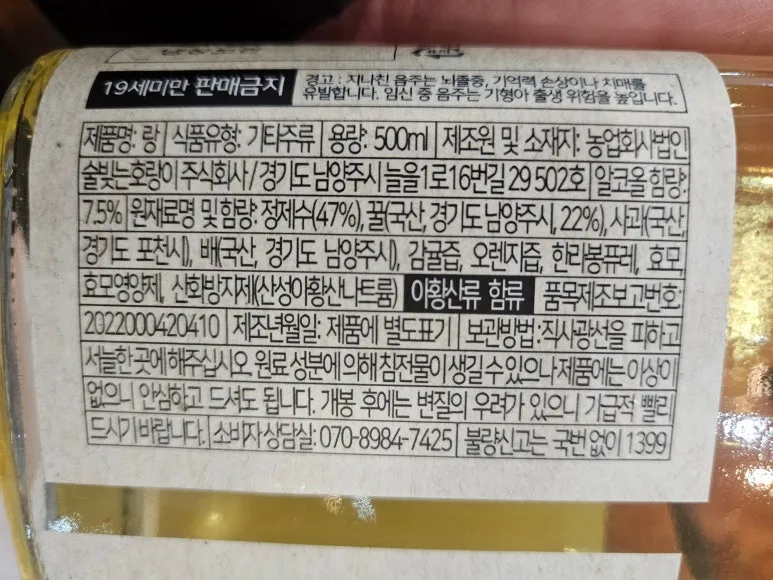 19세미만 판매금지
경고 : 지나친 음주는 뇌졸중, 기억력 손상이나 치매를
유발합니다. 임신 중 음주는 기형아 출생 위험을 높입니다.
제품명: 랑 식품유형: 기타주류 용량: 500ml 제조원 및 소재지: 농업회사법인
술빚는호랑이 주식회사/경기도 남양주시 늘을1로16번길 29 502호 알코올 함량:
7.5% 원재료명 및 함량: 정제수(47%), 꿀(국산, 경기도 남양주시, 22%), 사과(국산,
경기도 포천시), 배(국산, 경기도 남양주시), 감귤즙, 오렌지즙, 한라봉퓨레, 효모,
효모영양제, 산화방지제(산성아황산나트륨) 아황산류 함류 품목제조보고번호:
2022000420410 제조년월일: 제품에 별도표기 보관방법:직사광선을 피하고
서늘한 곳에 해주십시오. 원료 성분에 의해 침전물이 생길 수 있으나 제품에는 이상이
없으니 안심하고 드셔도 됩니다. 개봉 후에는 변질의 우려가 있으니 가급적 빨리
드시기 바랍니다. 소비자상담실: 070-8984-7425 불량신고는 국번 없이 1399